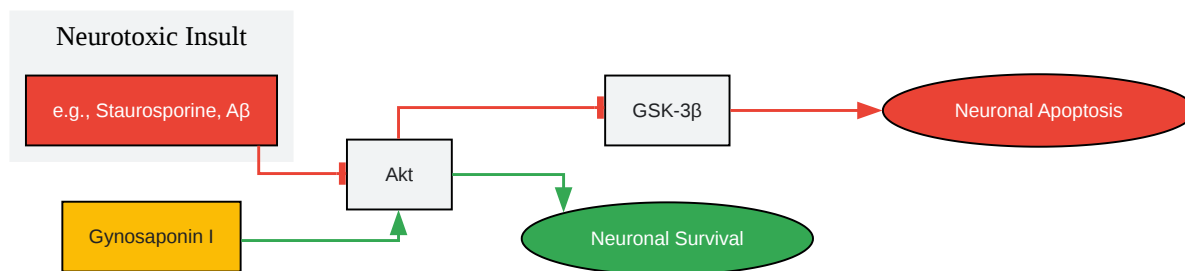 Neurotoxic Insult
e.g., Staurosporine, Aβ
GSK-3β
Neuronal Apoptosis
Akt
Gynosaponin I
Neuronal Survival